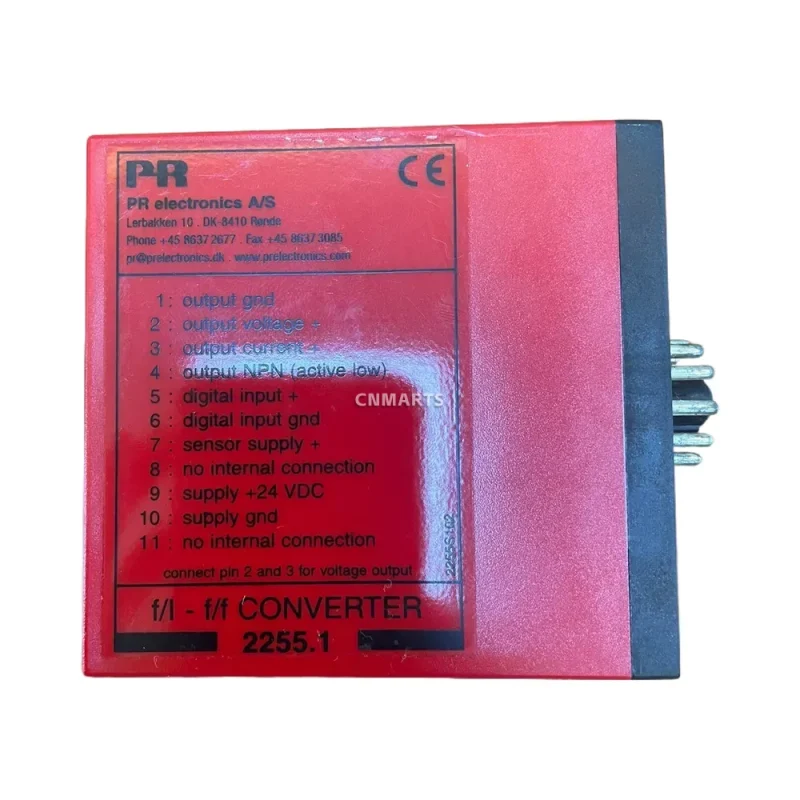 PR
CE
PR electronics A/S
Lerbakken 10 . DK-8410 Rønde
Phone +45 8637 2677 . Fax +45 8637 3085
pr@prelectronics.dk . www.prelectronics.com
1 : output gnd
2 : output voltage +
3 : output current +
4 : output NPN (active low)
5 : digital input +
6 : digital input gnd
7 : sensor supply +
8 : no internal connection
9 : supply +24 VDC
10 : supply gnd
11 : no internal connection
connect pin 2 and 3 for voltage output
2255S102
f/I - f/f CONVERTER
2255.1
CNMARTS